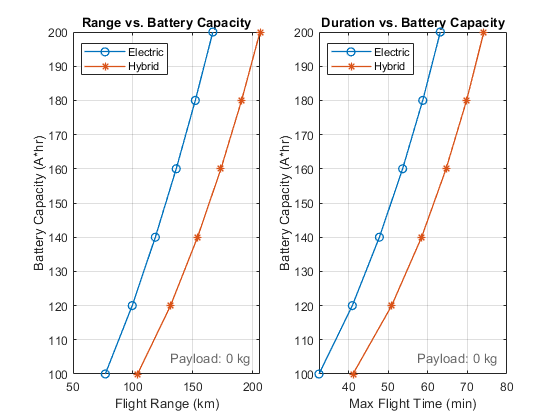 Range vs. Battery Capacity
Electric
Hybrid
200
190
180
170
160
150
140
130
120
110
100
Battery Capacity (A*hr)
Payload: 0 kg
50
100
150
200
Flight Range (km)
Duration vs. Battery Capacity
Electric
Hybrid
200
190
180
170
160
150
140
130
120
110
100
Battery Capacity (A*hr)
Payload: 0 kg
40
50
60
70
80
Max Flight Time (min)